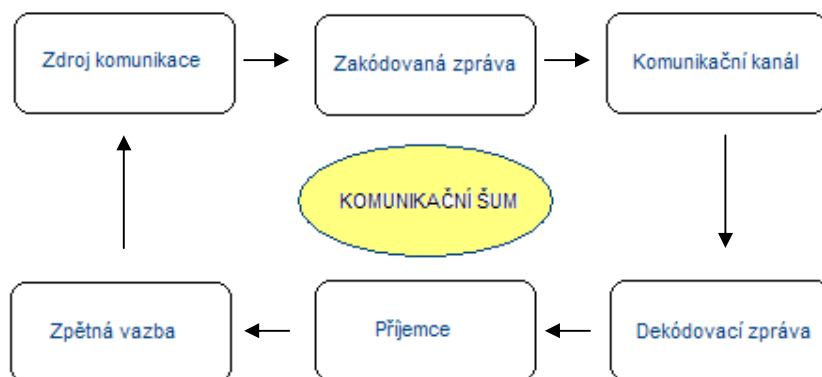 Zdroj komunikace
Zakódovaná zpráva
Komunikační kanál
KOMUNIKAČNÍ ŠUM
Zpětná vazba
Příjemce
Dekódovací zpráva